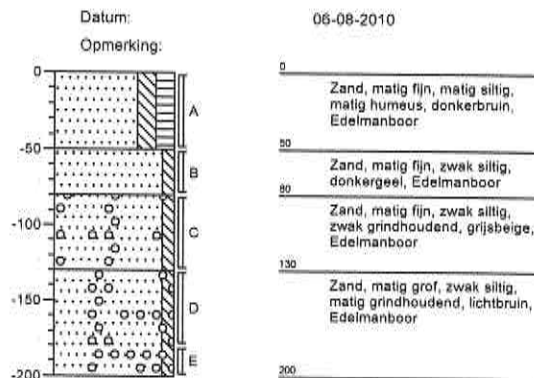 Datum: 06-08-2010
Opmerking:
0
-50
-100
-150
-200
A
B
C
D
E
0
Zand, matig fijn, matig siltig,
matig humeus, donkerbruin,
Edelmanboor
50
Zand, matig fijn, zwak siltig,
donkergeel, Edelmanboor
80
Zand, matig fijn, zwak siltig,
zwak grindhoudend, grijsbeige,
Edelmanboor
130
Zand, matig grof, zwak siltig,
matig grindhoudend, lichtbruin,
Edelmanboor
200